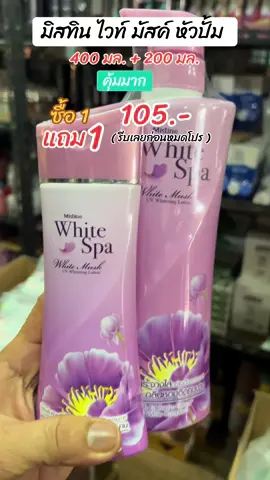 มิสทิน ไวท์ มัสค์ หัวปั้ม
400 มล. + 200 มล.
คุ้มมาก
ซื้อ 1
แถม 1
105.-
( รีบเลยก่อนหมดโปร )
Mistine
White
Spa
White Musk
UV Whitening Lotion
White
Spa
White Musk
UV Whitening Lotion